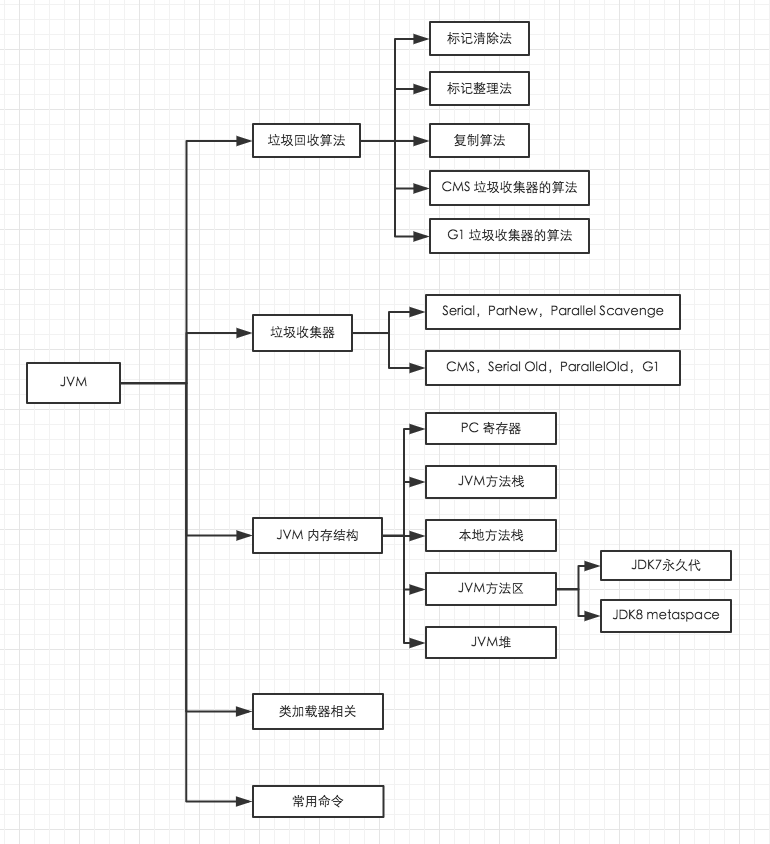 标记清除法
标记整理法
垃圾回收算法
复制算法
CMS 垃圾收集器的算法
G1 垃圾收集器的算法
Serial，ParNew，Parallel Scavenge
垃圾收集器
CMS，Serial Old，ParallelOld，G1
JVM
PC 寄存器
JVM方法栈
JVM 内存结构
本地方法栈
JVM方法区
JDK7永久代
JDK8 metaspace
JVM堆
类加载器相关
常用命令